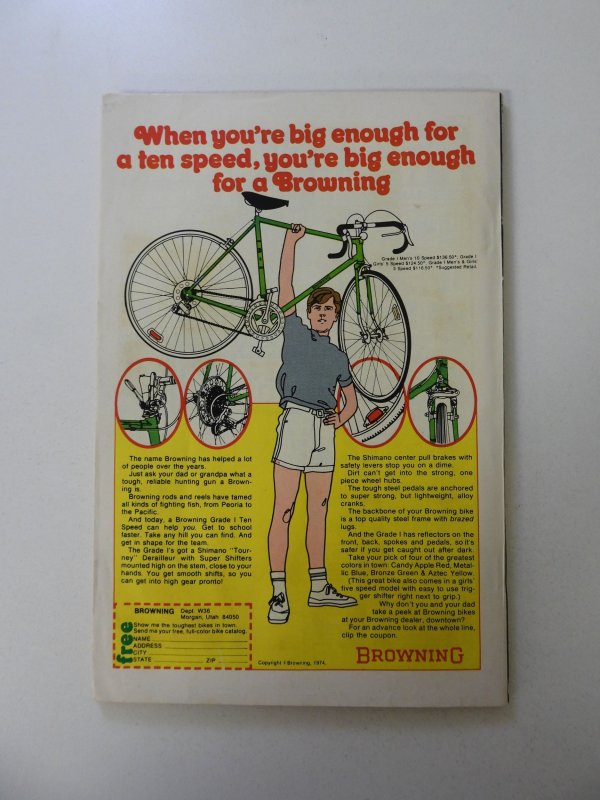 When you're big enough for
a ten speed, you're big enough
for a Browning
Grade I Men's 10 Speed $136.50*. Grade I
Girls' 5 Speed $124.50*. Grade I Men's & Girls'
3 Speed $116.50* *Suggested Retail.
The name Browning has helped a lot
of people over the years.
Just ask your dad or grandpa what a
tough, reliable hunting gun a Brown-
ing is.
Browning rods and reels have tamed
all kinds of fighting fish, from Peoria to
the Pacific.
And today, a Browning Grade I Ten
Speed can help you. Get to school
faster. Take any hill you can find. And
get in shape for the team.
The Grade I's got a Shimano "Tour-
ney" Derailleur with Super Shifters
mounted high on the stem, close to your
hands. You get smooth shifts, so you
can get into high gear pronto!
The Shimano center pull brakes with
safety levers stop you on a dime.
Dirt can't get into the strong, one
piece wheel hubs.
The tough steel pedals are anchored
to super strong, but lightweight, alloy
cranks.
The backbone of your Browning bike
is a top quality steel frame with brazed
lugs.
And the Grade I has reflectors on the
front, back, spokes and pedals, so it's
safer if you get caught out after dark.
Take your pick of four of the greatest
colors in town: Candy Apple Red, Metal-
lic Blue, Bronze Green & Aztec Yellow.
(This great bike also comes in a girls'
five speed model with easy to use trig-
ger shifter right next to grip.)
Why don't you and your dad
take a peek at Browning bikes
at your Browning dealer, downtown?
For an advance look at the whole line,
clip the coupon.
BROWNING Dept. W36
Morgan, Utah 84050
free
Show me the toughest bikes in town.
Send me your free, full-color bike catalog.
NAME
ADDRESS
CITY
STATE ZIP
Copyright © Browning, 1974.
BROWNING